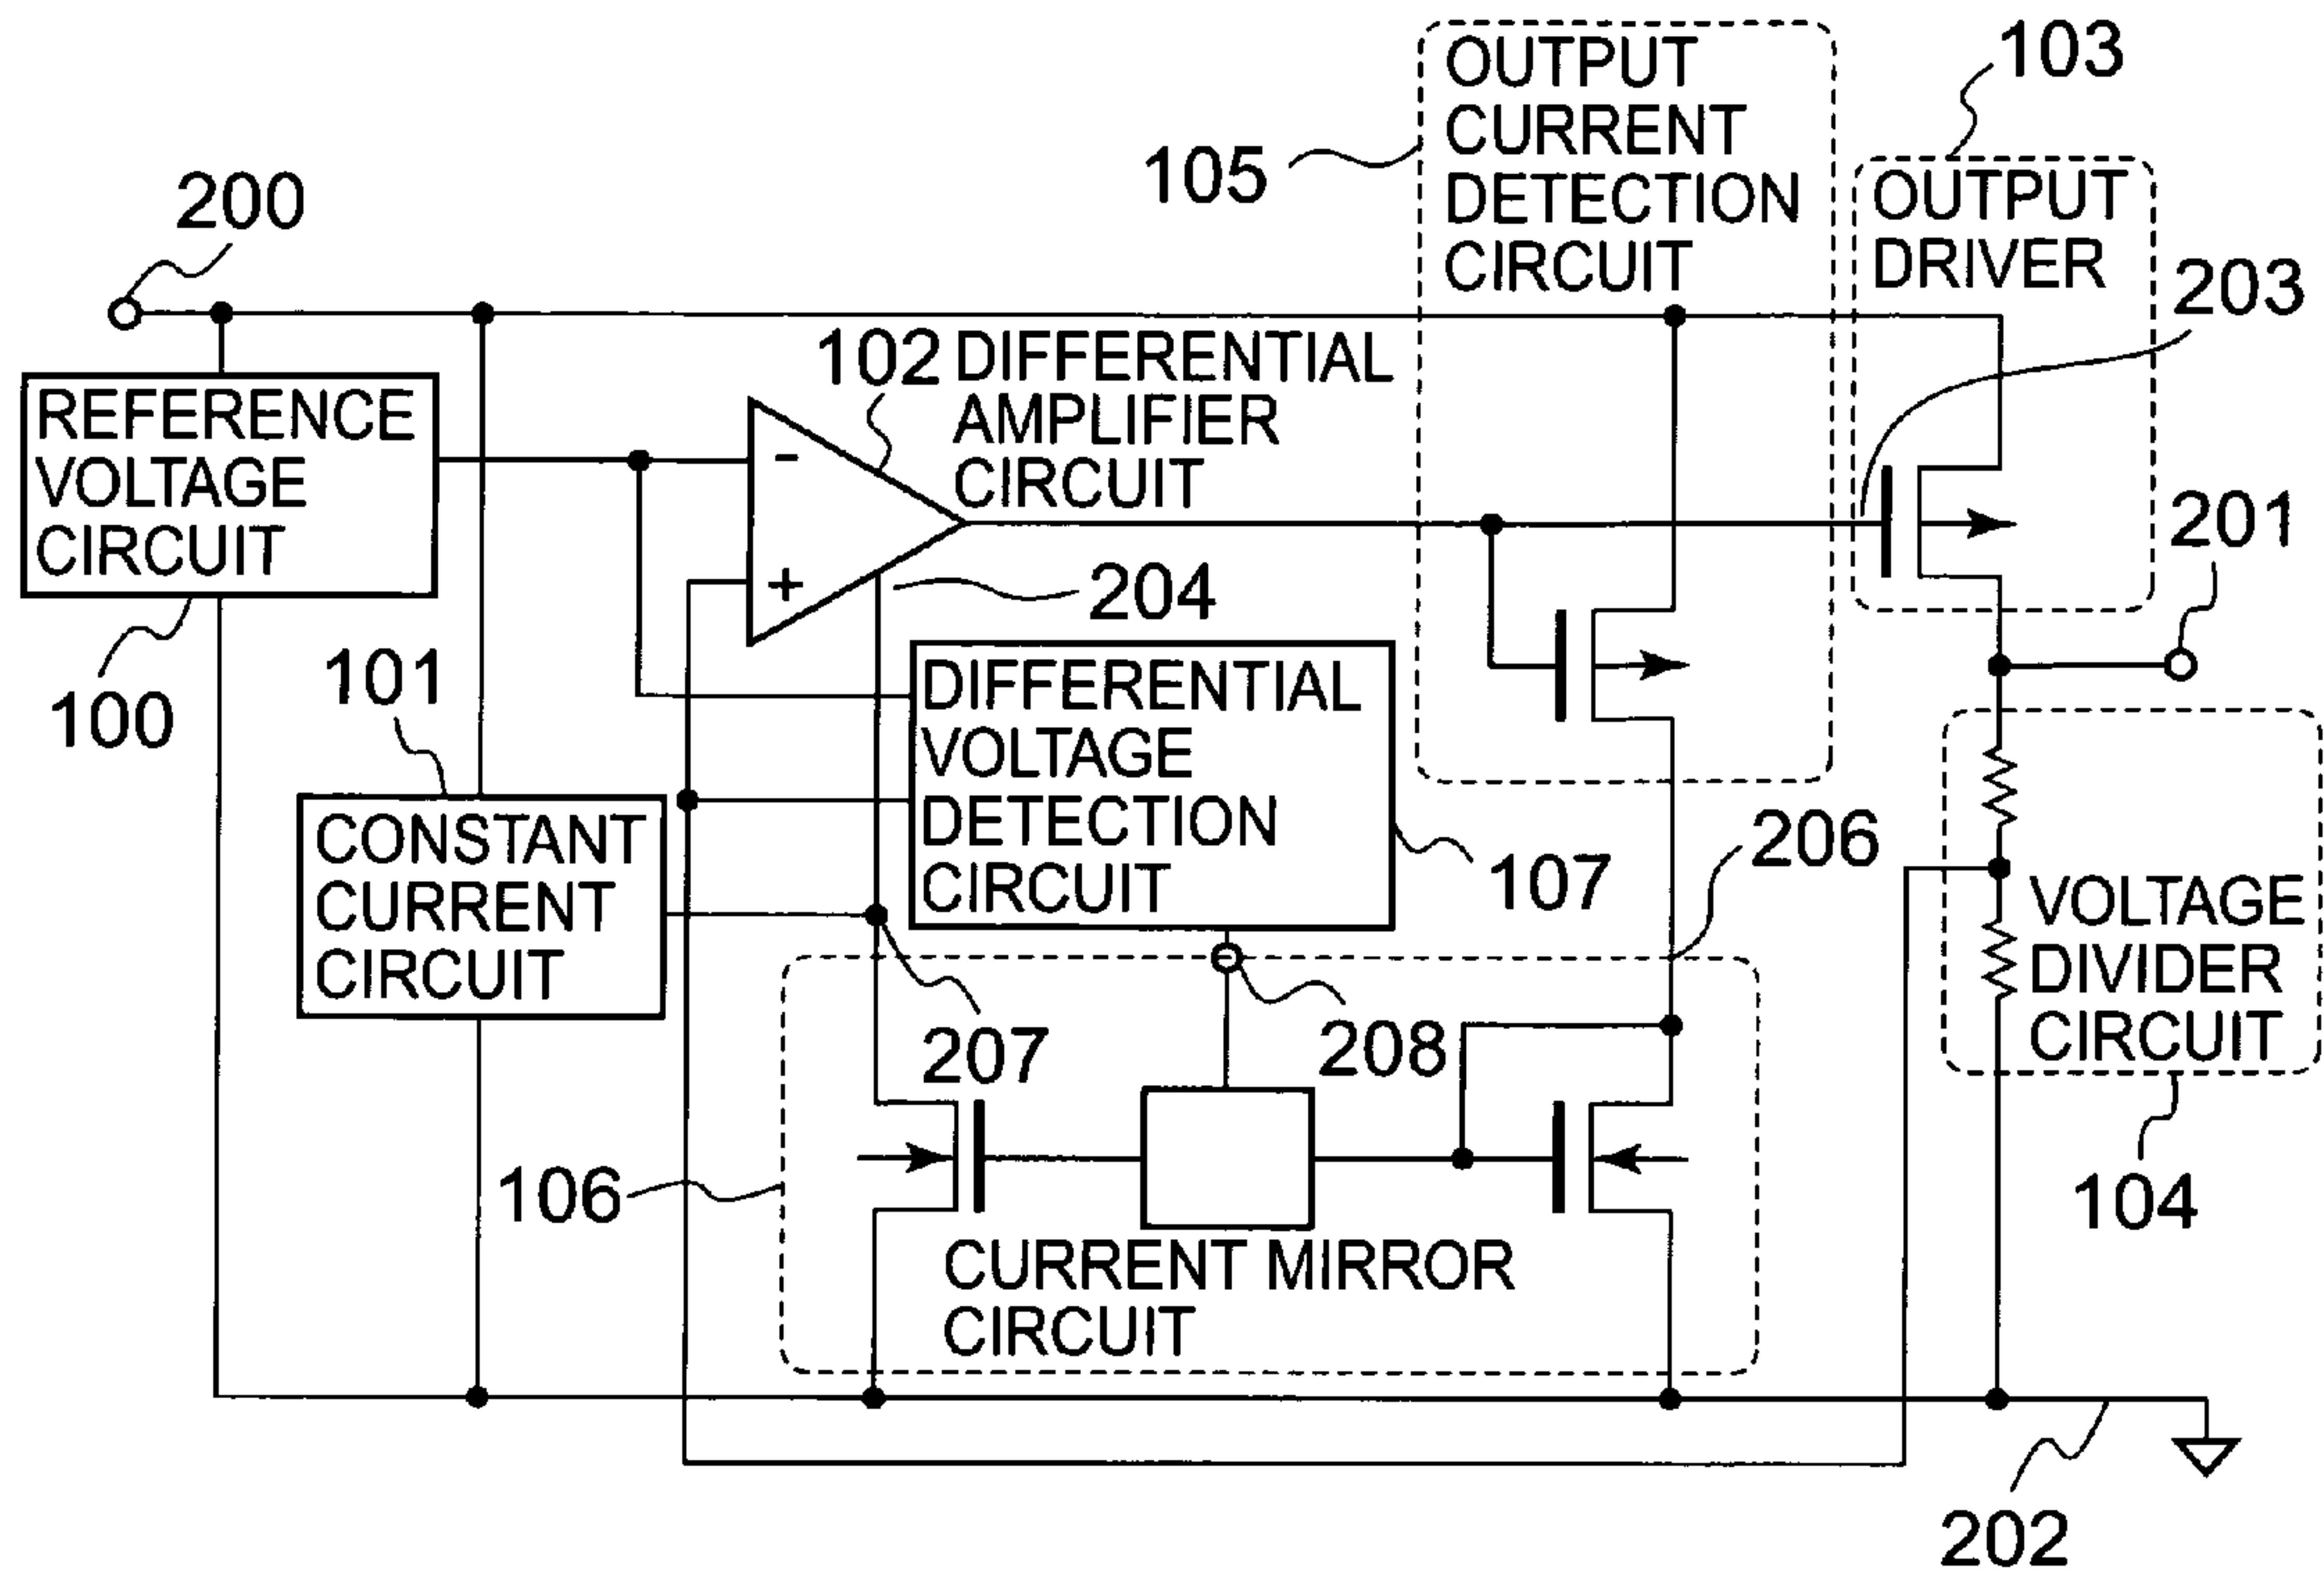 OUTPUT
CURRENT
DETECTION
CIRCUIT
103
105
OUTPUT
DRIVER
200
203
102
DIFFERENTIAL
AMPLIFIER
CIRCUIT
REFERENCE
VOLTAGE
CIRCUIT
-
+
201
204
100
101
DIFFERENTIAL
VOLTAGE
DETECTION
CIRCUIT
CONSTANT
CURRENT
CIRCUIT
107
206
VOLTAGE
DIVIDER
CIRCUIT
207
208
106
104
CURRENT MIRROR
CIRCUIT
202